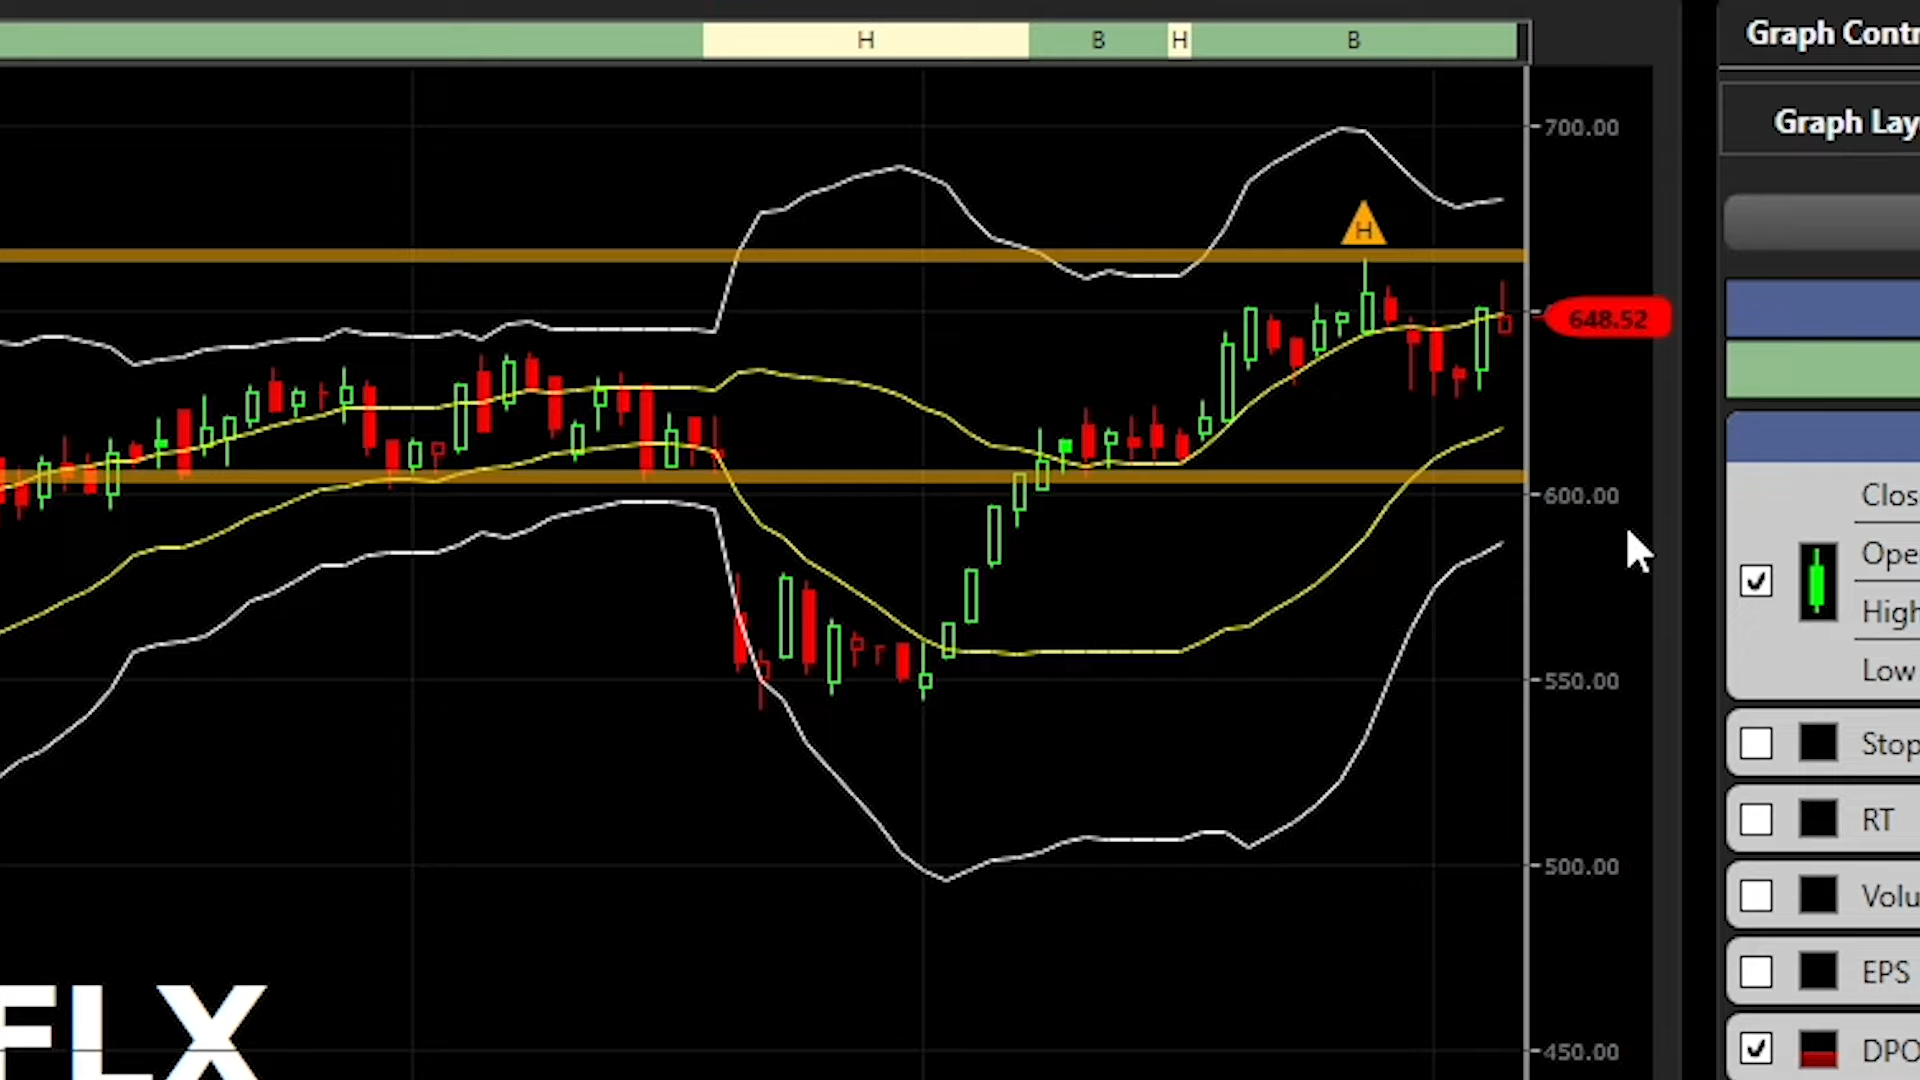 H B H B
Graph Contr
Graph Lay
700.00
H
648.52
600.00
Clos
Ope
High
Low
550.00
Stop
RT
500.00
Volu
EPS
FLX
450.00
DPO